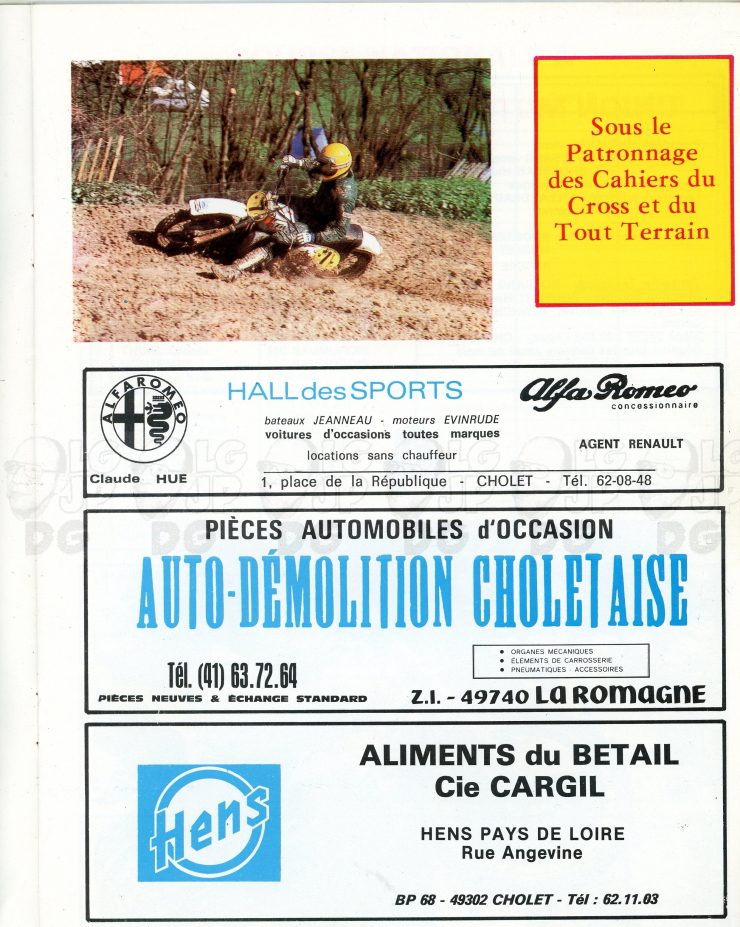 Sous le
Patronnage
des Cahiers du
Cross et du
Tout Terrain
ALFA ROMEO
HALL des SPORTS
Alfa Romeo
concessionnaire
bateaux JEANNEAU - moteurs EVINRUDE
voitures d'occasions toutes marques
AGENT RENAULT
locations sans chauffeur
Claude HUE
1, place de la République - CHOLET - Tél. 62-08-48
PIÈCES AUTOMOBILES d'OCCASION
AUTO-DÉMOLITION CHOLETAISE
• ORGANES MÉCANIQUES
• ÉLÉMENTS DE CARROSSERIE
• PNEUMATIQUES - ACCESSOIRES
Tél. (41) 63.72.64
PIÈCES NEUVES & ÉCHANGE STANDARD
Z.I. - 49740 LA ROMAGNE
ALIMENTS du BETAIL
Cie CARGIL
Hens
HENS PAYS DE LOIRE
Rue Angevine
BP 68 - 49302 CHOLET - Tél : 62.11.03
LG JP DG